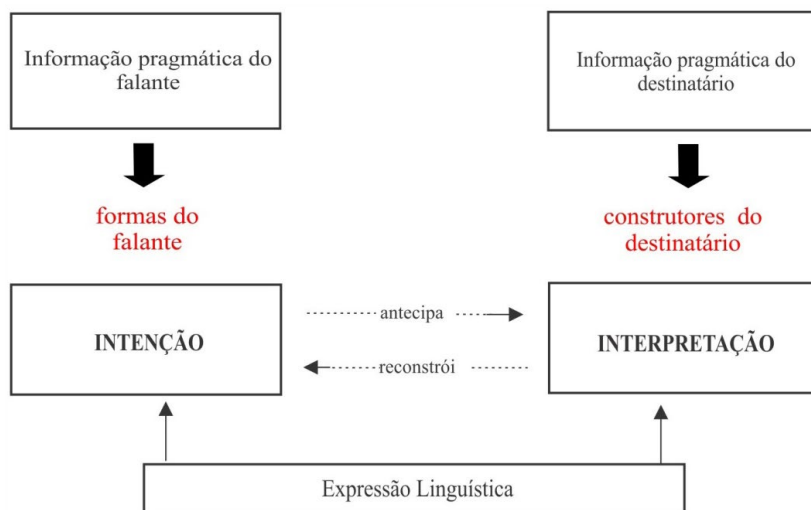 Informação pragmática do
falante
Informação pragmática do
destinatário
formas do
falante
construtores do
destinatário
INTENÇÃO
antecipa
reconstrói
INTERPRETAÇÃO
Expressão Linguística